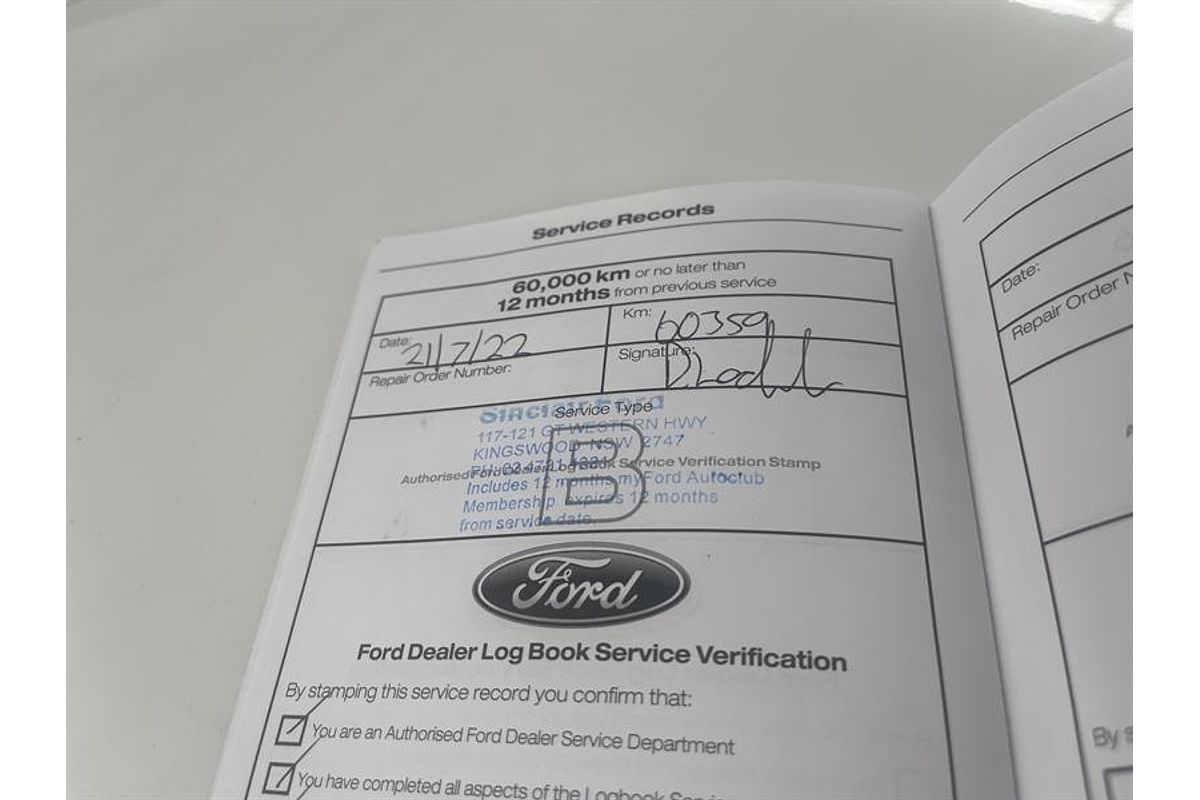 Service Records
60,000 km or no later than
12 months from previous service
Date: 21/7/22
Km: 60359
Repair Order Number:
Signature:
Sinclair Ford
Service Type
117-121 GT WESTERN HWY
KINGSWOOD NSW 2747
B
Authorised Ford Dealer Log Book Service Verification Stamp
Includes 12 months myFord Autoclub
Membership expires 12 months
from service date.
Ford
Ford Dealer Log Book Service Verification
By stamping this service record you confirm that:
You are an Authorised Ford Dealer Service Department
You have completed all aspects of the Logbook
Date:
Repair Order
By